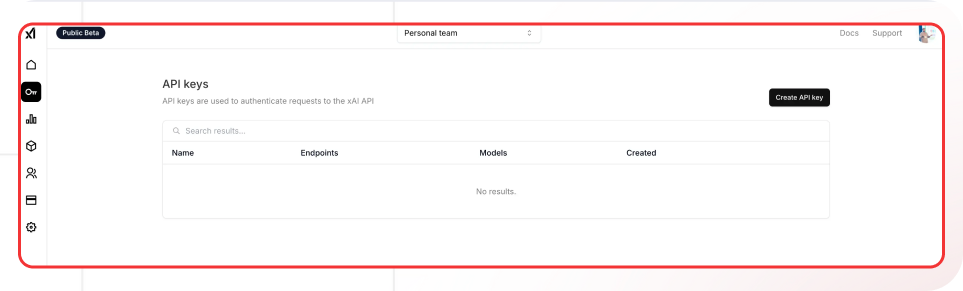 xI
Public Beta
Personal team
Docs Support
API keys
API keys are used to authenticate requests to the xAI API
Create API key
Search results...
Name Endpoints Models Created
No results.